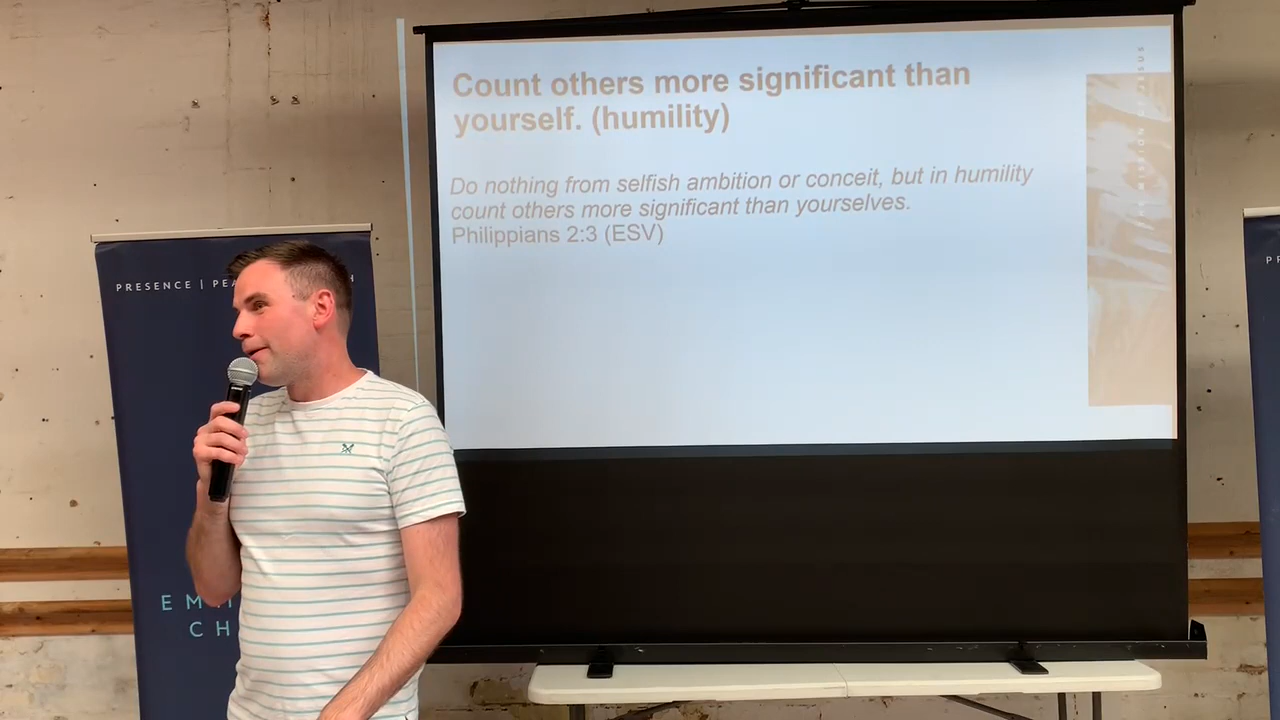 Count others more significant than
yourself. (humility)
Do nothing from selfish ambition or conceit, but in humility
count others more significant than yourselves.
Philippians 2:3 (ESV)
PRESENCE |